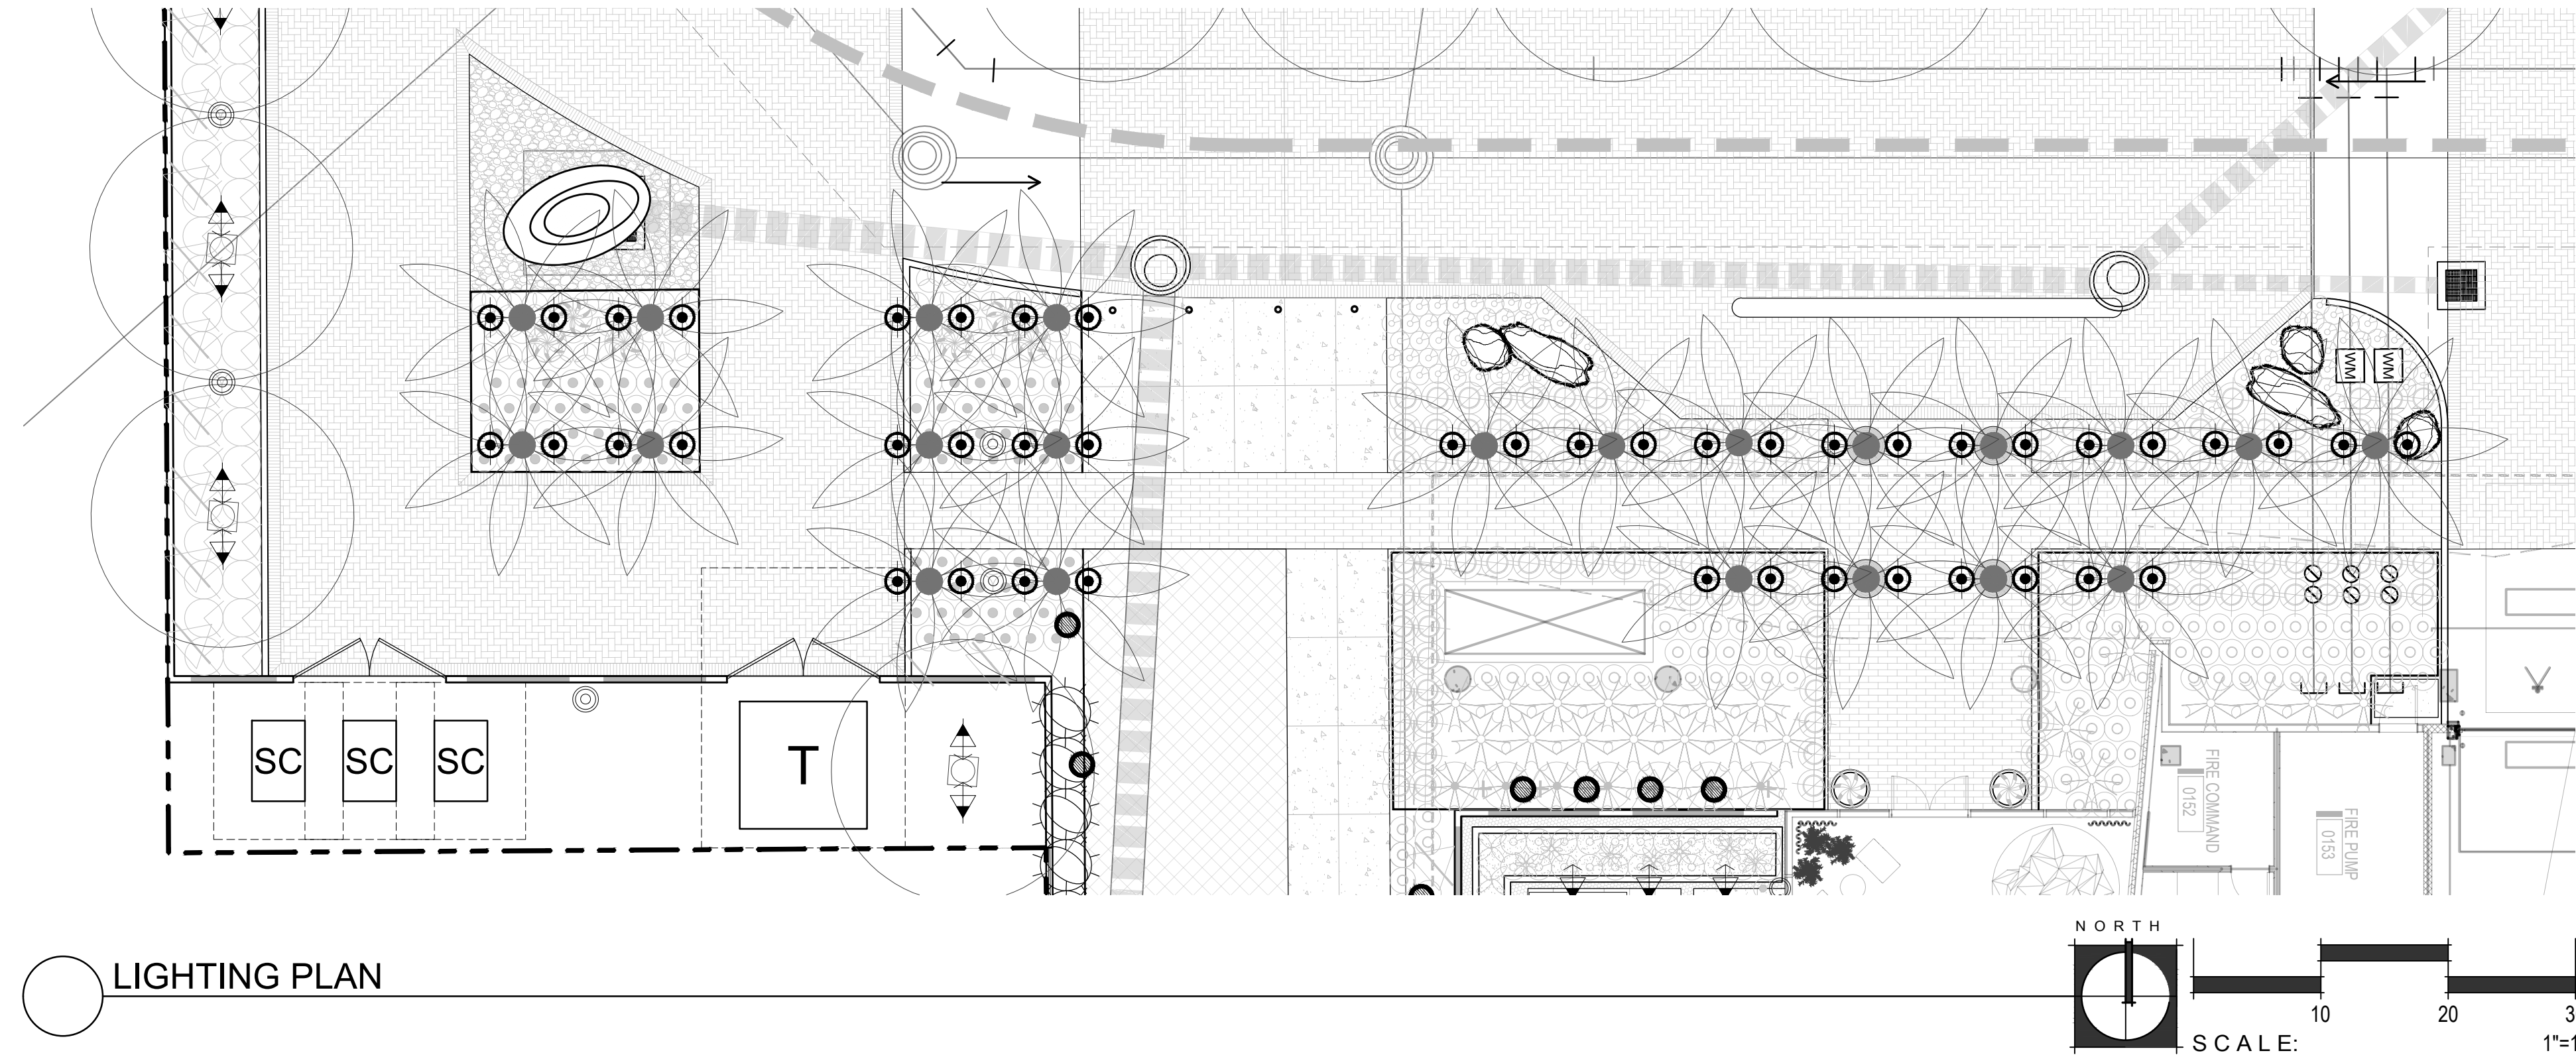 WM
WM
SC
SC
SC
T
FIRE COMMAND
0152
FIRE PUMP
0153
LIGHTING PLAN
NORTH
10
20
SCALE: